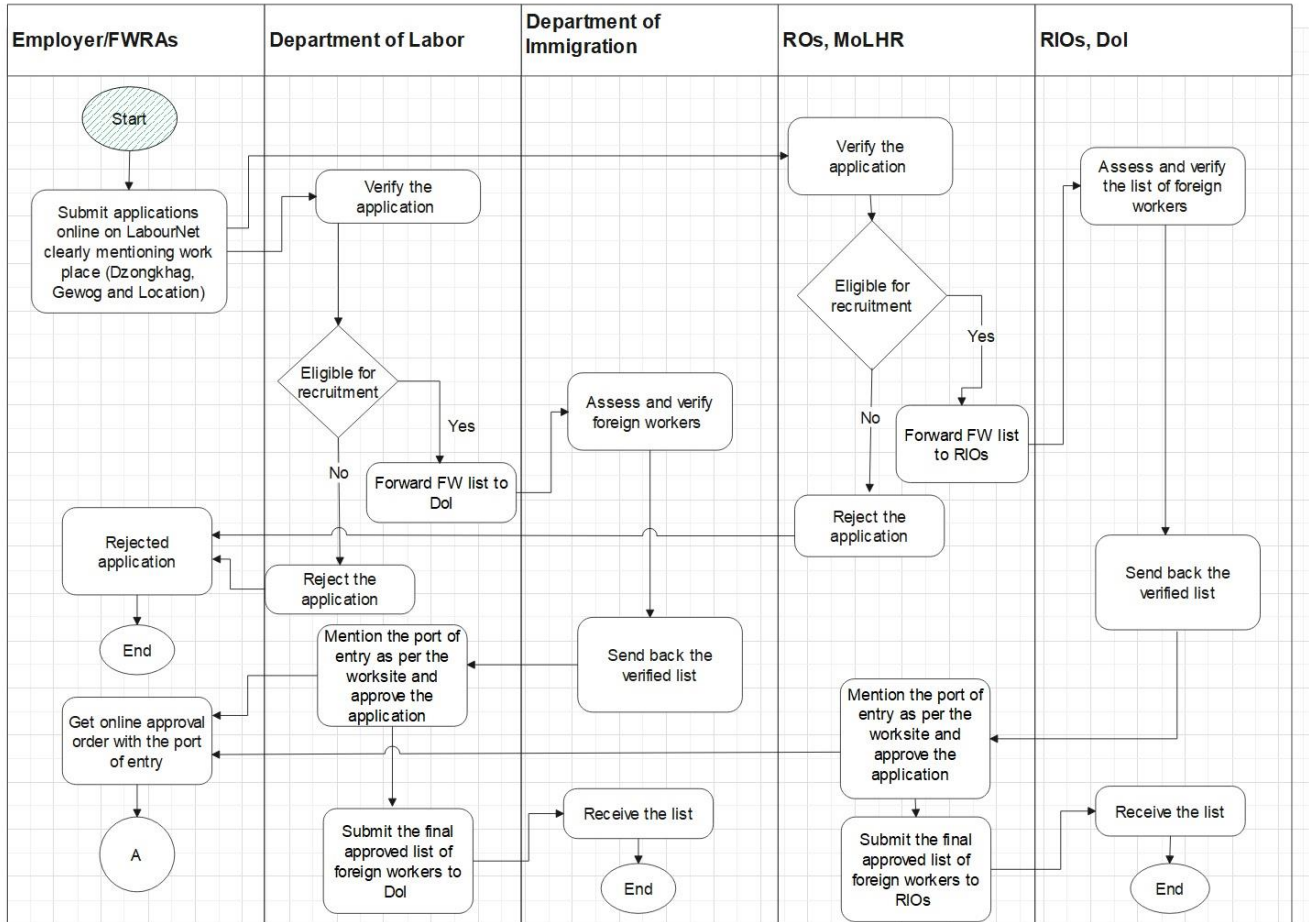 Employer/FWRAs
Department of Labor
Department of
Immigration
ROs, MoLHR
RIOs, DoI
Start
Submit applications
online on LabourNet
clearly mentioning work
place (Dzongkhag,
Gewog and Location)
Rejected
application
End
Get online approval
order with the port
of entry
A
Verify the
application
Eligible for
recruitment
Yes
No
Forward FW list to
DoI
Reject the
application
Mention the port of
entry as per the
worksite and
approve the
application
Submit the final
approved list of
foreign workers to
DoI
Assess and verify
foreign workers
Send back the
verified list
Receive the list
End
Verify the
application
Eligible for
recruitment
Yes
No
Forward FW list
to RIOs
Reject the
application
Mention the port of
entry as per the
worksite and
approve the
application
Submit the final
approved list of
foreign workers to
RIOs
Assess and verify
the list of foreign
workers
Send back the
verified list
Receive the list
End